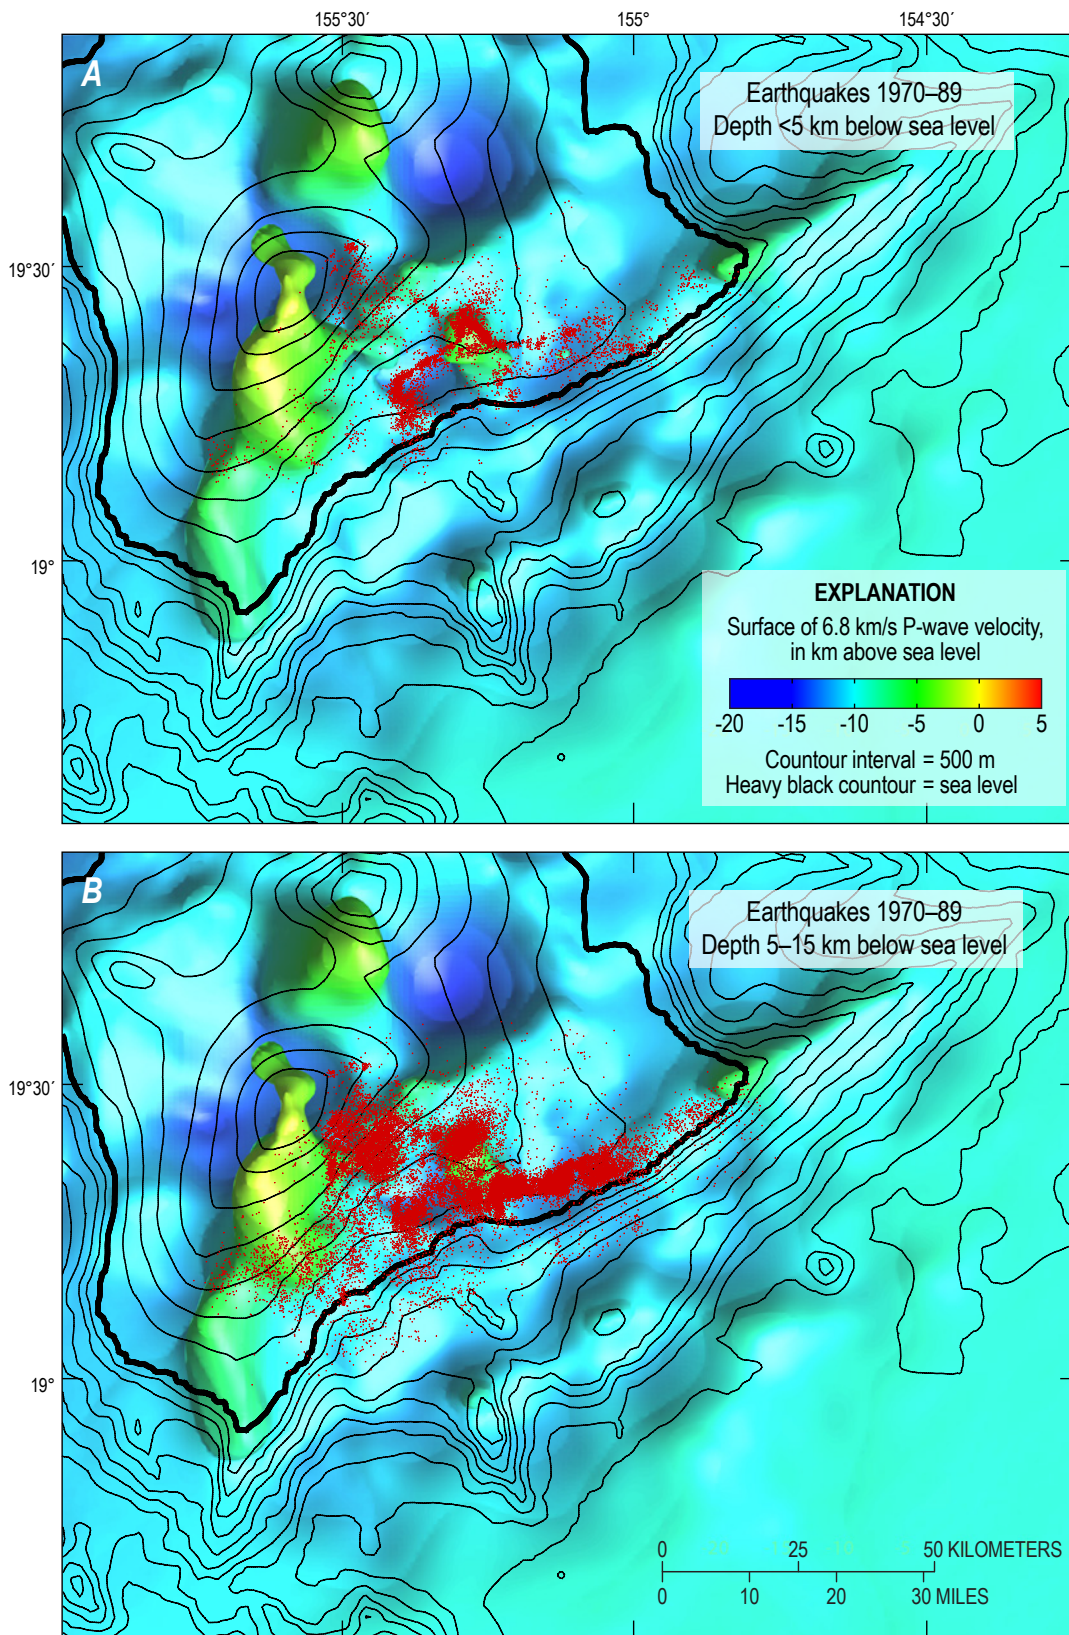 155°30´ 155° 154°30´
A
Earthquakes 1970–89
Depth <5 km below sea level
19°30´
19°
EXPLANATION
Surface of 6.8 km/s P-wave velocity,
in km above sea level
-20 -15 -10 -5 0 5
Countour interval = 500 m
Heavy black countour = sea level
B
Earthquakes 1970–89
Depth 5–15 km below sea level
19°30´
19°
0 25 50 KILOMETERS
0 10 20 30 MILES